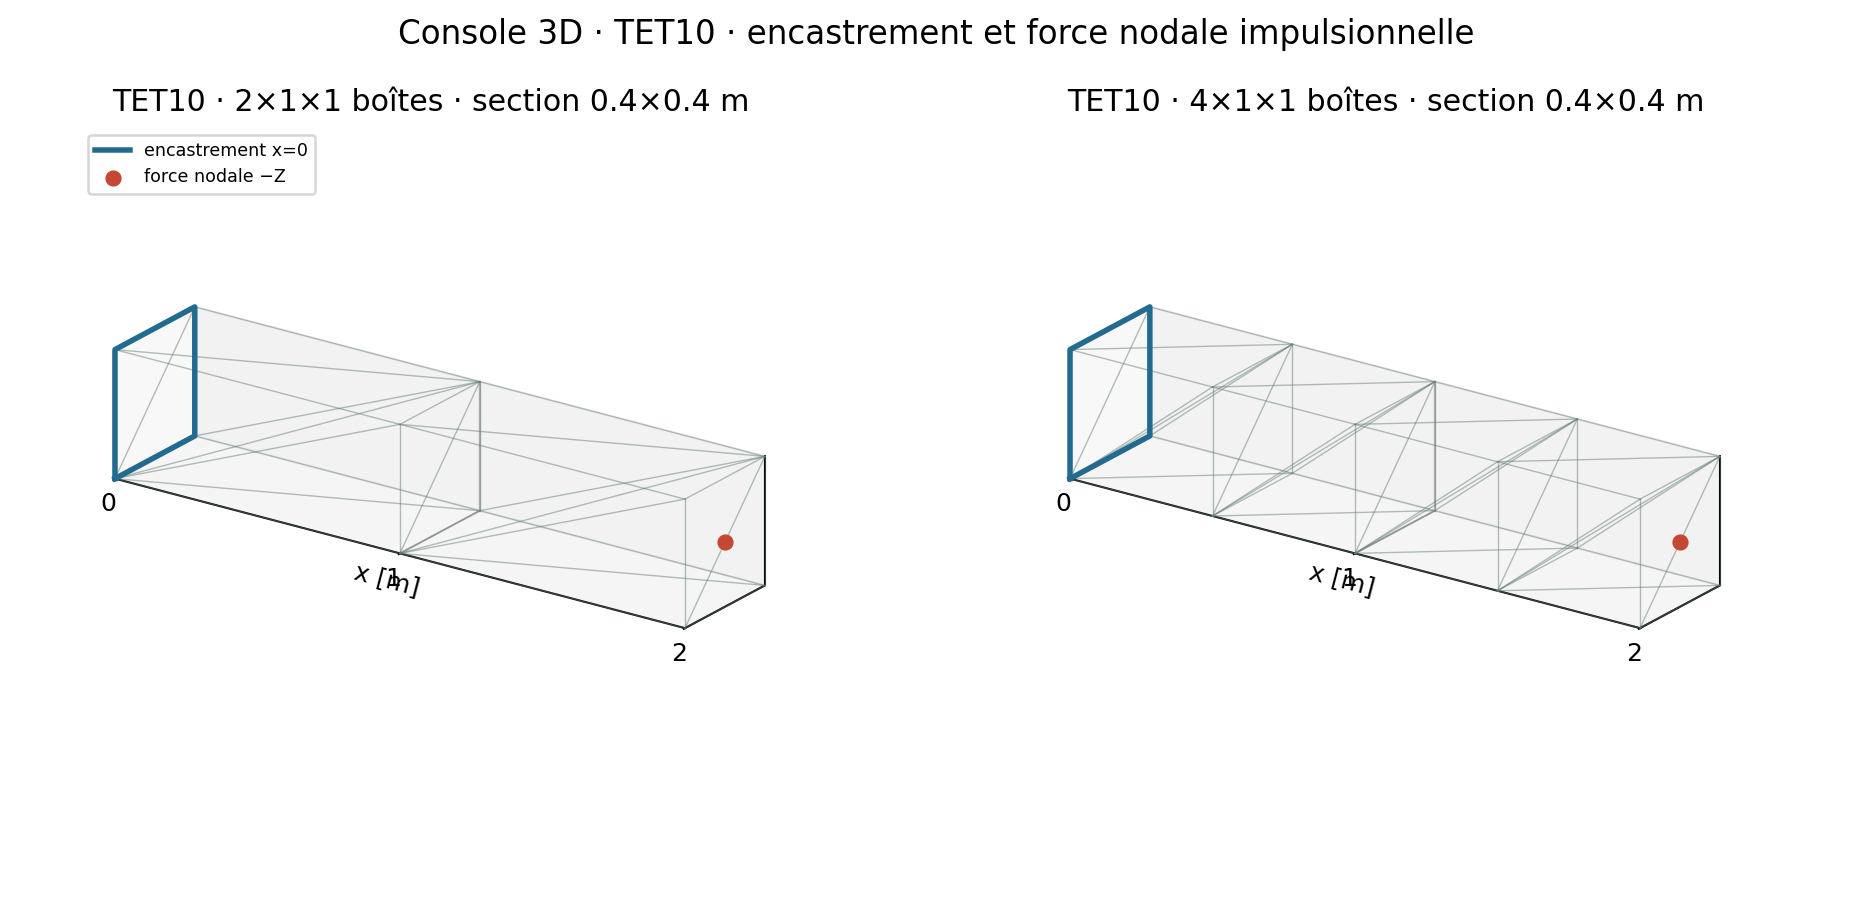 Console 3D · TET10 · encastrement et force nodale impulsionnelle
TET10 · 2×1×1 boîtes · section 0.4×0.4 m
encastrement x=0
force nodale −Z
0
1
x [m]
2
TET10 · 4×1×1 boîtes · section 0.4×0.4 m
0
1
x [m]
2